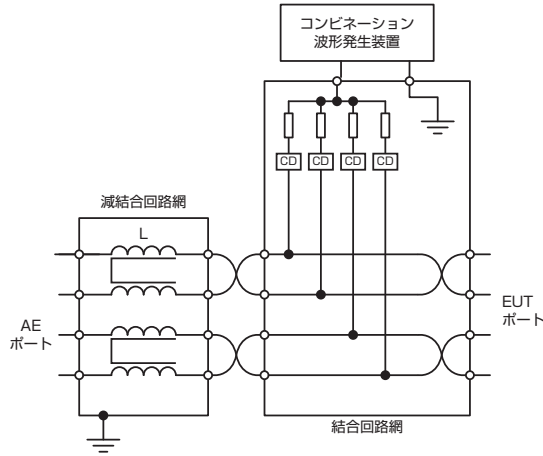 コンビネーション
波形発生装置
CD CD CD CD
減結合回路網
L
AE
ポート
EUT
ポート
結合回路網